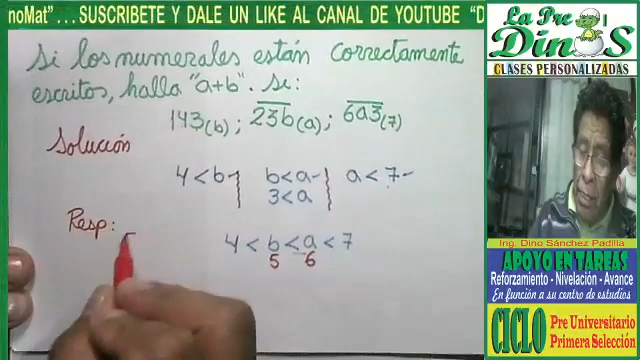 noMat"...SUSCRIBETE Y DALE UN LIKE AL CANAL DE YOUTUBE "D
La Pre
DinoS
CLASES PERSONALIZADAS
Si los numerales están correctamente
escritos, halla "a+b". Si:
143(b) ; 23b(a) ; 6a3(7)
Solución
4 < b b < a a < 7
3 < a
Resp:
4 < b < a < 7
5 6
Ing. Dino Sánchez Padilla
APOYO EN TAREAS
Reforzamiento - Nivelación - Avance
En función a su centro de estudios
CICLO Pre Universitario
Primera Selección